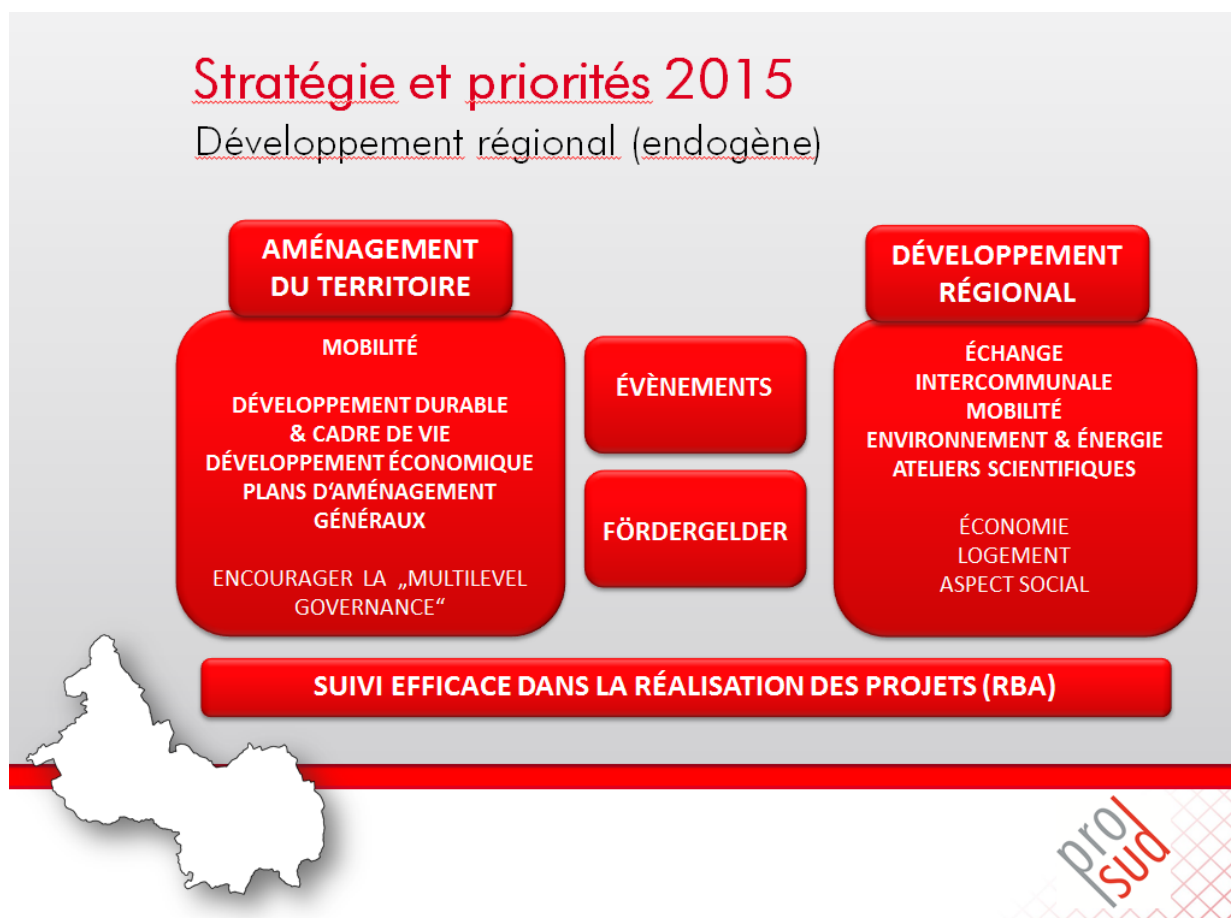 Stratégie et priorités 2015
Développement régional (endogène)
AMÉNAGEMENT
DU TERRITOIRE
MOBILITÉ
DÉVELOPPEMENT DURABLE
& CADRE DE VIE
DÉVELOPPEMENT ÉCONOMIQUE
PLANS D‘AMÉNAGEMENT
GÉNÉRAUX
ENCOURAGER LA „MULTILEVEL
GOVERNANCE“
ÉVÈNEMENTS
FÖRDERGELDER
DÉVELOPPEMENT
RÉGIONAL
ÉCHANGE
INTERCOMMUNALE
MOBILITÉ
ENVIRONNEMENT & ÉNERGIE
ATELIERS SCIENTIFIQUES
ÉCONOMIE
LOGEMENT
ASPECT SOCIAL
SUIVI EFFICACE DANS LA RÉALISATION DES PROJETS (RBA)
pro
sud